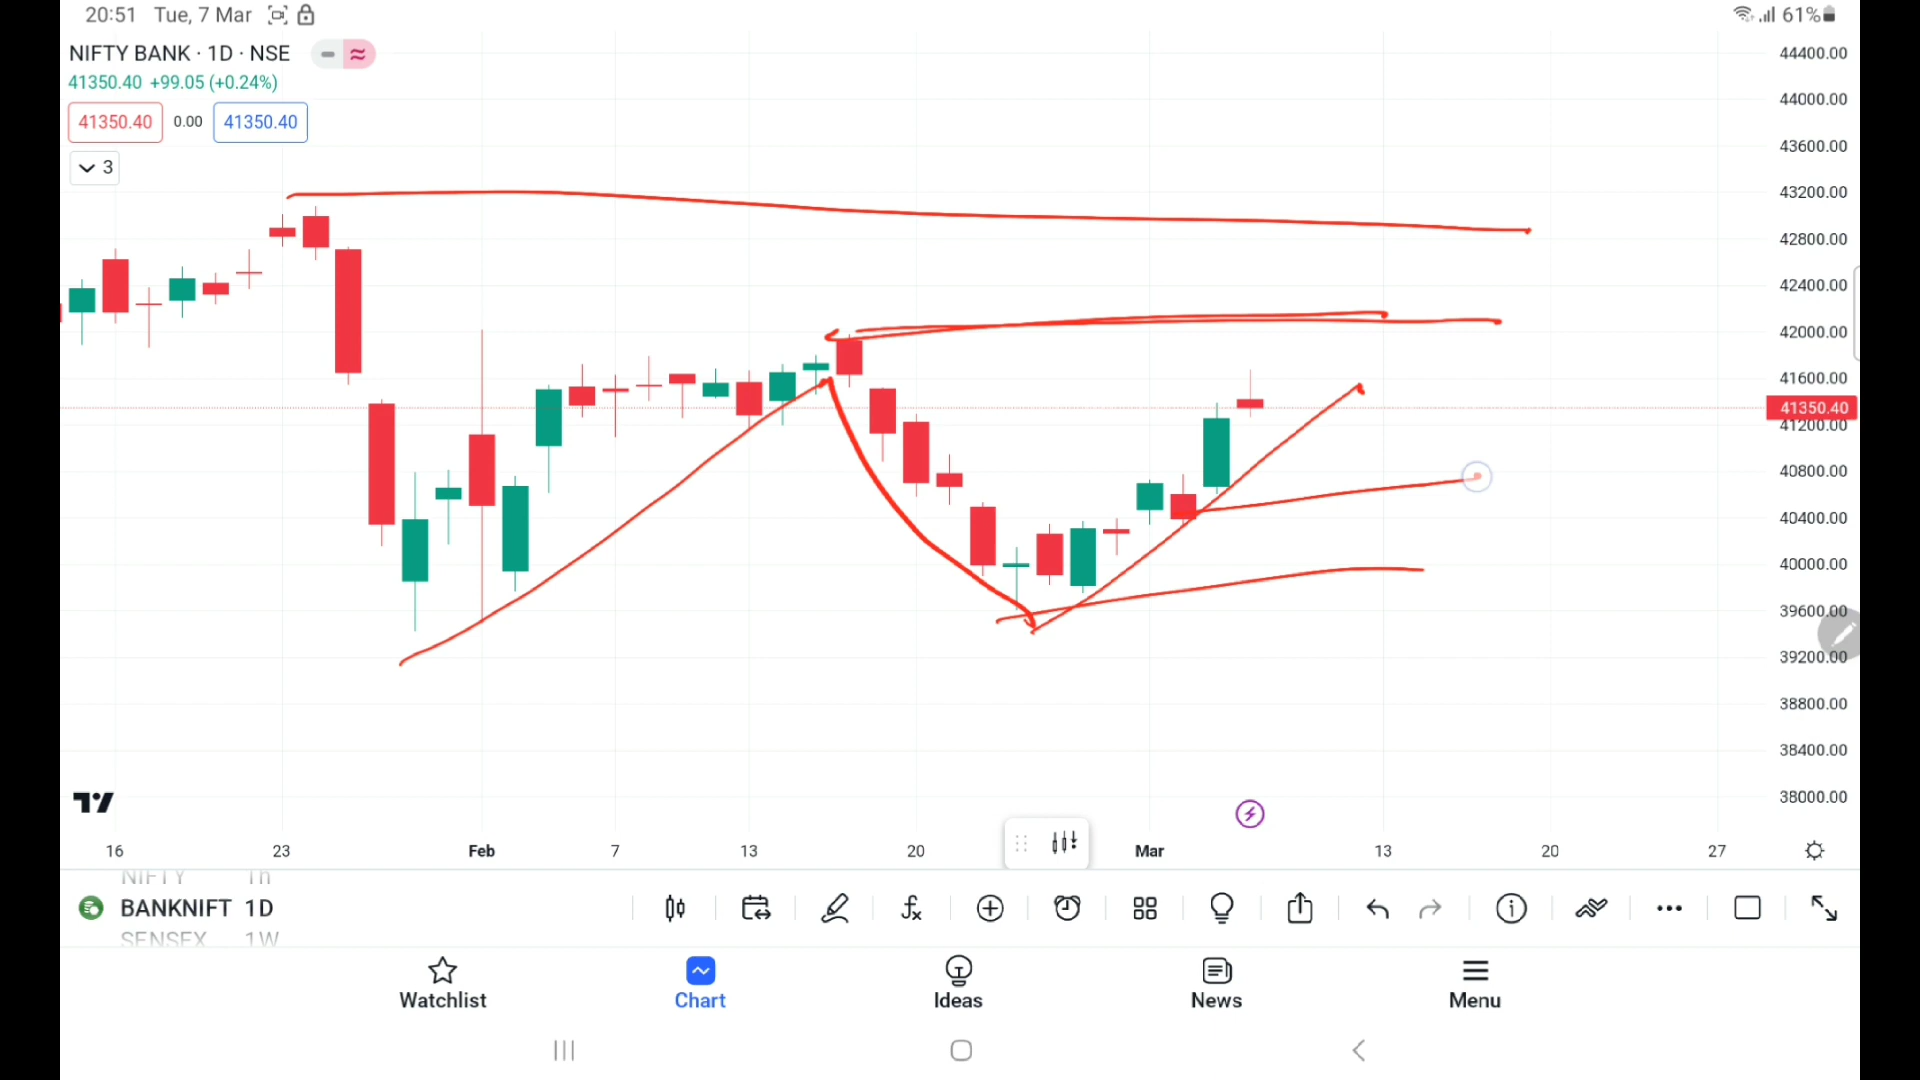 20:51 Tue, 7 Mar
61%
NIFTY BANK · 1D · NSE
41350.40 +99.05 (+0.24%)
41350.40 0.00 41350.40
3
44400.00
44000.00
43600.00
43200.00
42800.00
42400.00
42000.00
41600.00
41350.40
41200.00
40800.00
40400.00
40000.00
39600.00
39200.00
38800.00
38400.00
38000.00
16 23 Feb 7 13 20 Mar 13 20 27
NIFTY 1h
BANKNIFT 1D
SENSEX 1W
Watchlist Chart Ideas News Menu